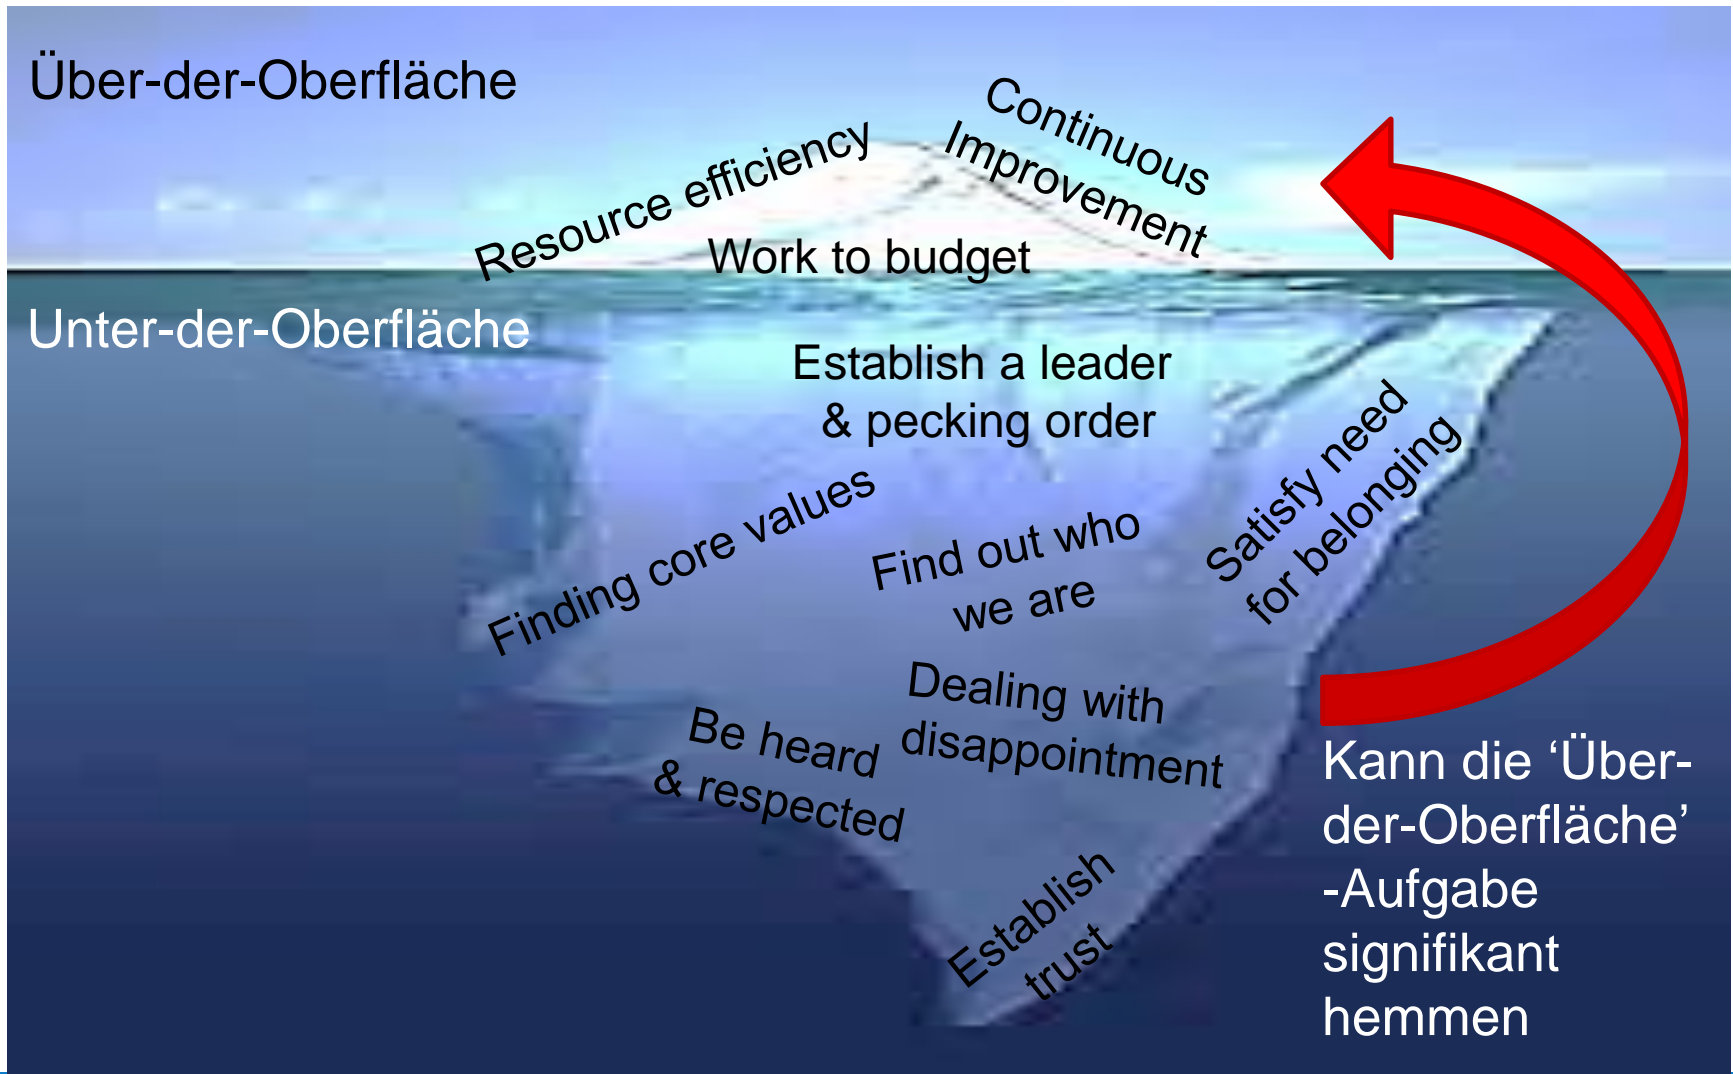 Über-der-Oberfläche
Continuous
Improvement
Resource efficiency
Work to budget
Unter-der-Oberfläche
Establish a leader
& pecking order
Satisfy need
for belonging
Finding core values
Find out who
we are
Dealing with
disappointment
Be heard
& respected
Establish
trust
Kann die ‘Über-
der-Oberfläche’
-Aufgabe
signifikant
hemmen